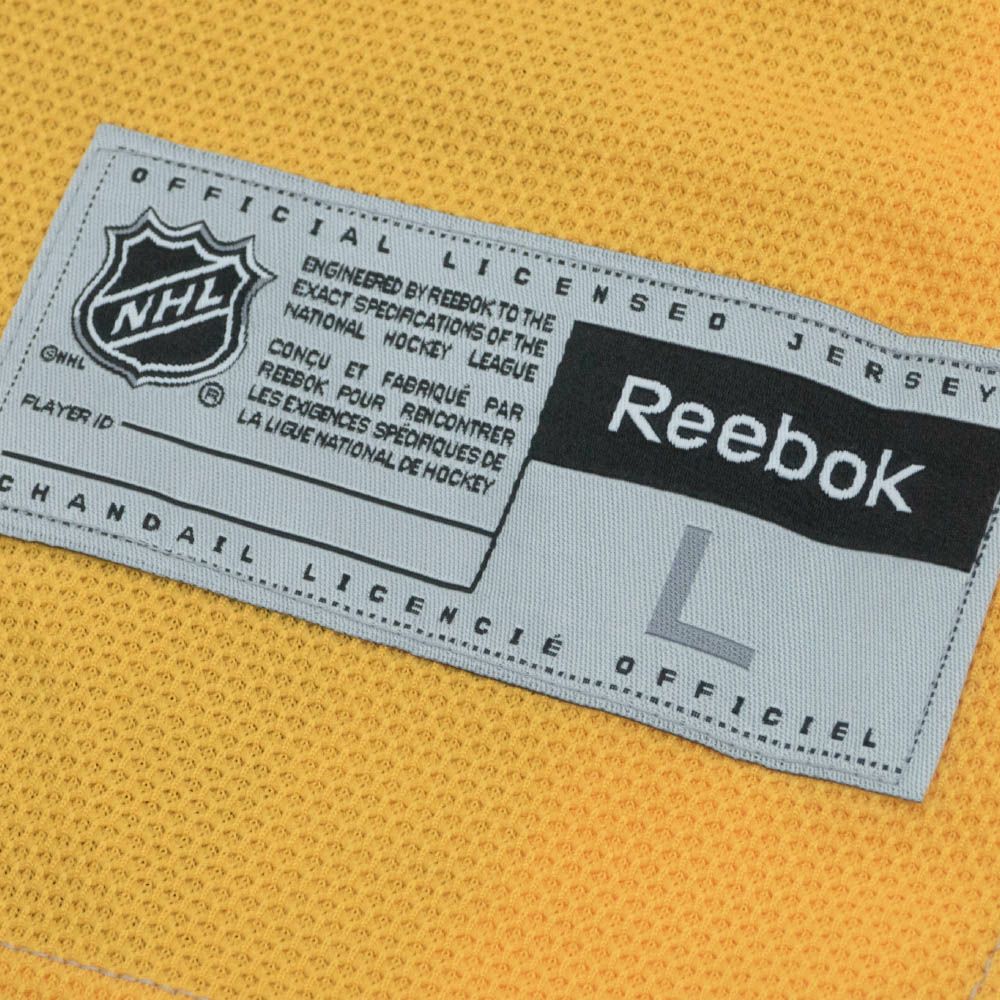 OFFICIAL LICENSED JERSEY
NHL
®
©NHL
ENGINEERED BY REEBOK TO THE
EXACT SPECIFICATIONS OF THE
NATIONAL HOCKEY LEAGUE
CONÇU ET FABRIQUÉ PAR
REEBOK POUR RENCONTRER
LES EXIGENCES SPÉDIFIQUES DE
LA LIGUE NATIONAL DE HOCKEY
PLAYER ID
Reebok
L
CHANDAIL LICENCIÉ OFFICIEL